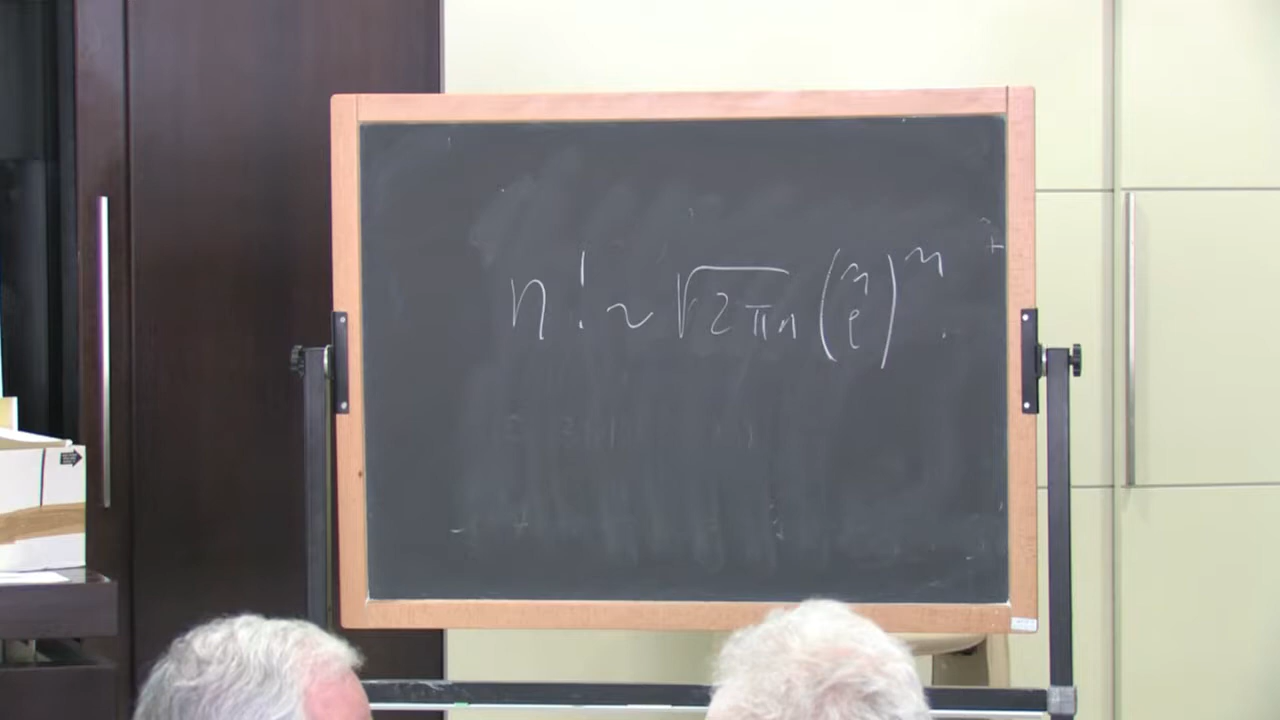 n! ~ √2πn (n/e)^n.